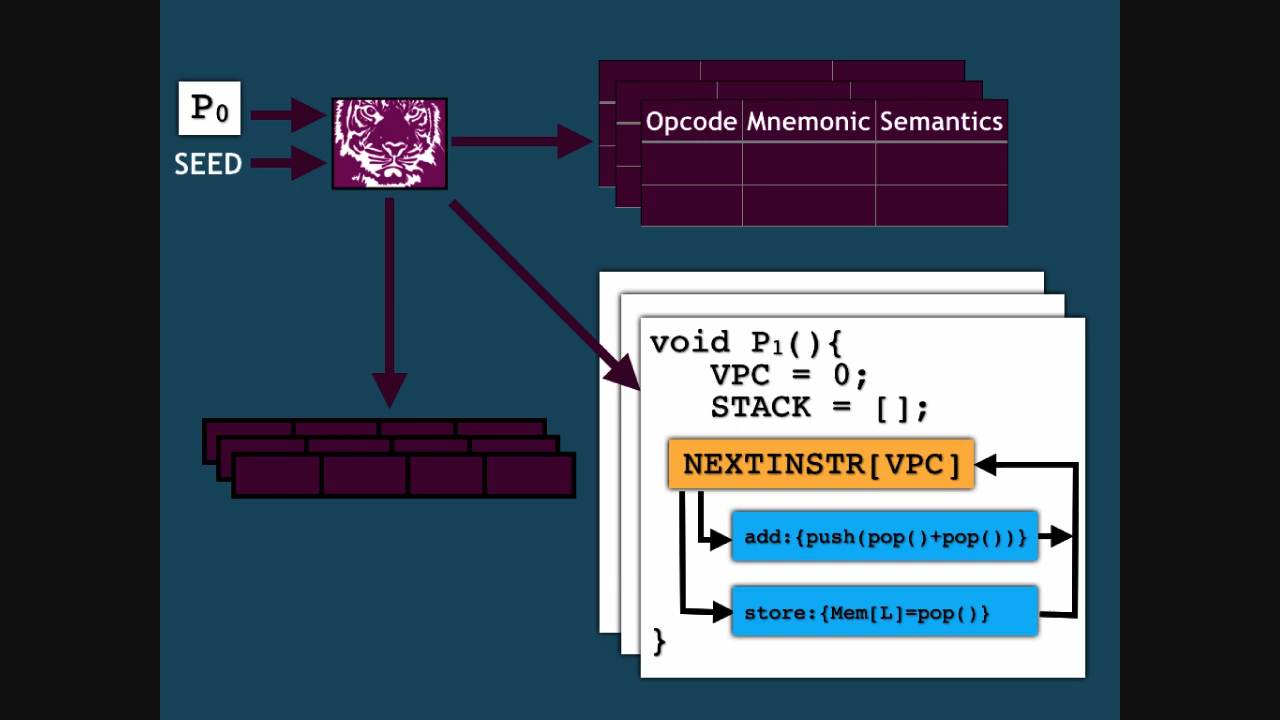 P0
SEED
Opcode Mnemonic Semantics
void P1(){
VPC = 0;
STACK = [];
NEXTINSTR[VPC]
add:{push(pop()+pop())}
store:{Mem[L]=pop()}
}